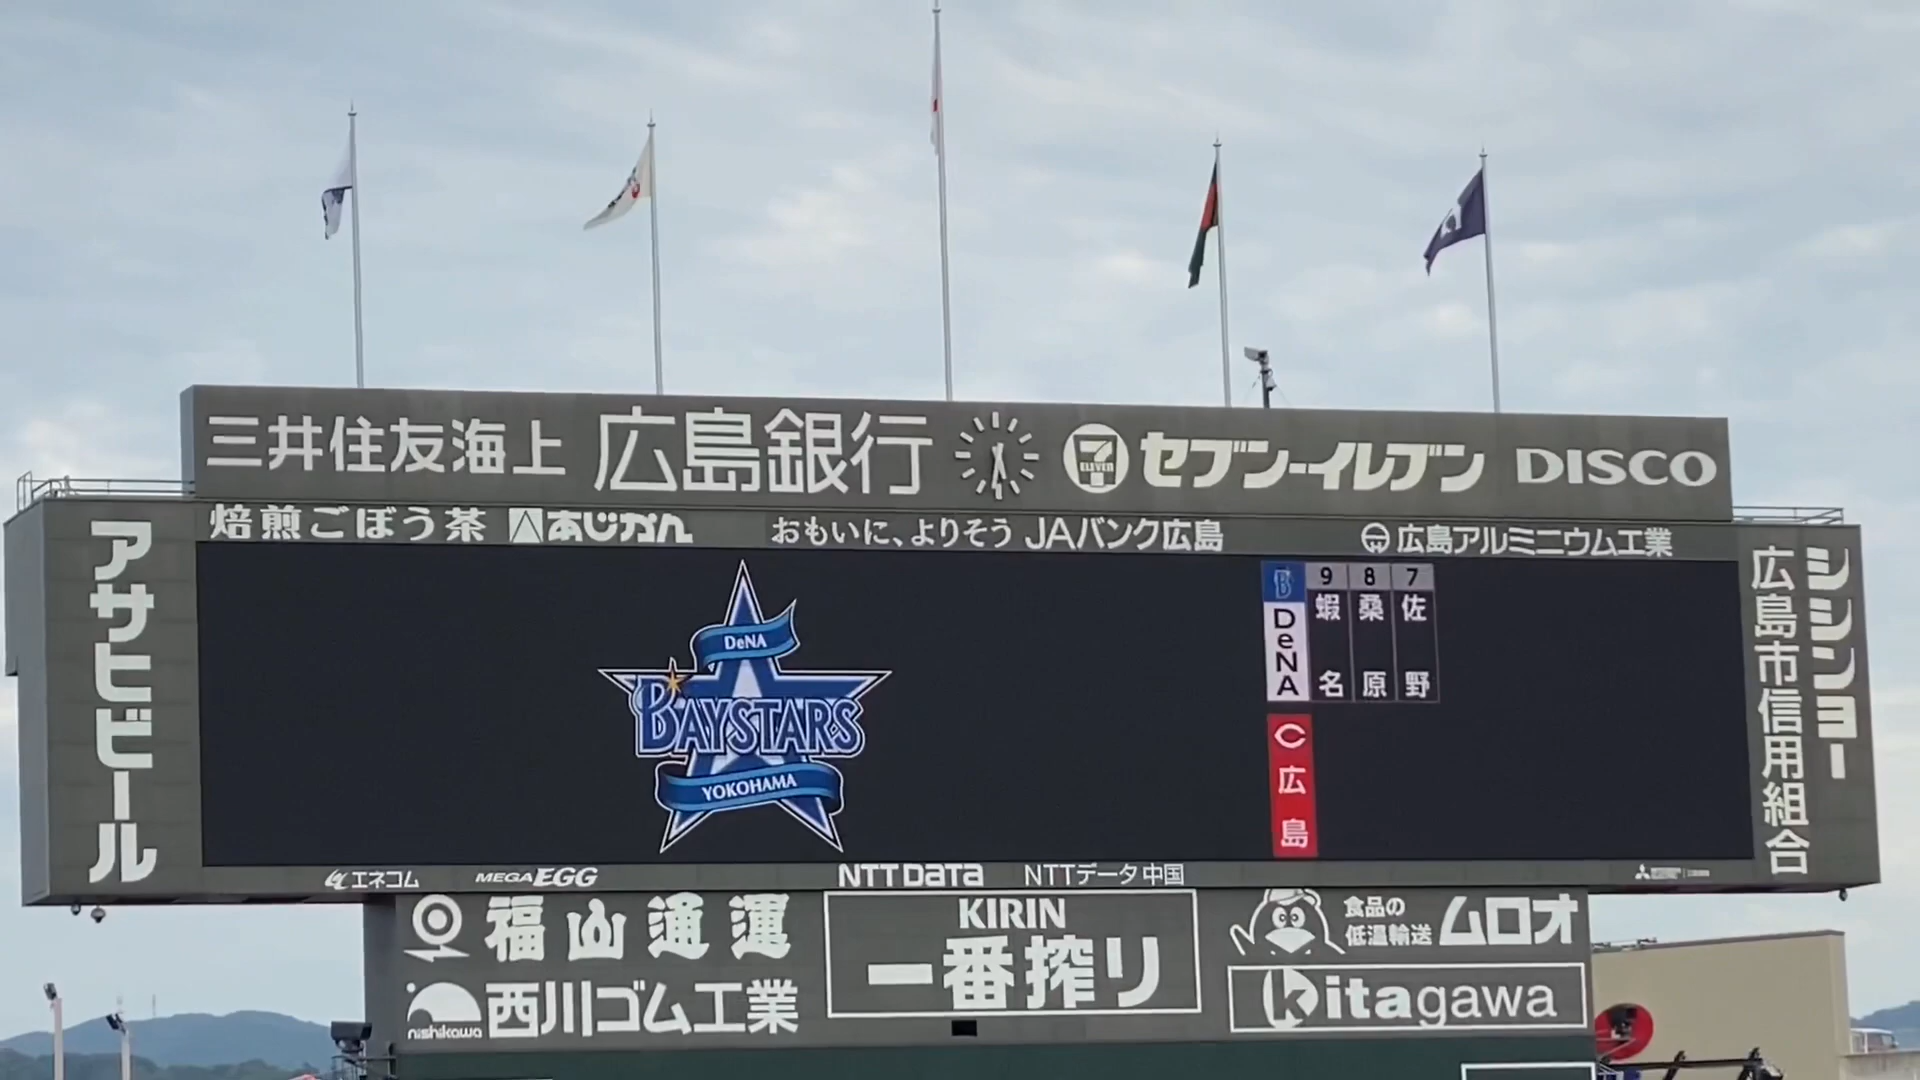 三井住友海上 広島銀行 7 ELEVEN セブン-イレブン DISCO
焙煎ごぼう茶 あじかん おもいに、よりそう JAバンク広島 広島アルミニウム工業
アサヒビール
シシンヨー
広島市信用組合
DeNA
BAYSTARS
YOKOHAMA
B 9 8 7
DeNA 蝦名 桑原 佐野
C 広島
エネコム MEGA EGG NTT DATA NTTデータ中国
福山通運
nishikawa 西川ゴム工業
KIRIN
一番搾り
食品の
低温輸送 ムロオ
kitagawa